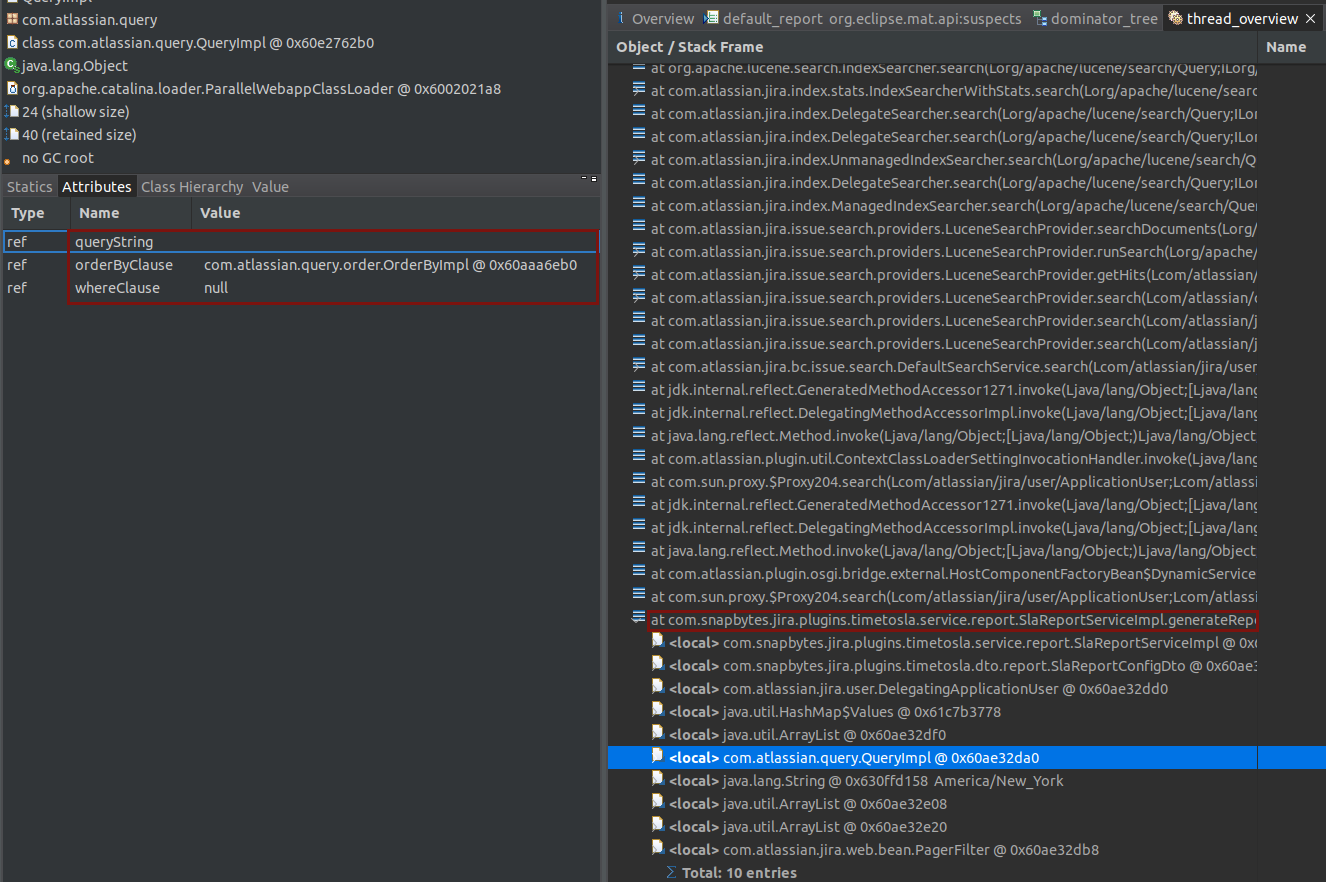 QueryImpl
com.atlassian.query
class com.atlassian.query.QueryImpl @ 0x60e2762b0
java.lang.Object
org.apache.catalina.loader.ParallelWebappClassLoader @ 0x6002021a8
24 (shallow size)
40 (retained size)
no GC root
Statics Attributes Class Hierarchy Value
Type Name Value
ref queryString
ref orderByClause com.atlassian.query.order.OrderByImpl @ 0x60aaa6eb0
ref whereClause null
i Overview default_report org.eclipse.mat.api:suspects dominator_tree thread_overview
Object / Stack Frame Name
at org.apache.lucene.search.IndexSearcher.search(Lorg/apache/lucene/search/Query;ILorg/
at com.atlassian.jira.index.stats.IndexSearcherWithStats.search(Lorg/apache/lucene/searc
at com.atlassian.jira.index.DelegateSearcher.search(Lorg/apache/lucene/search/Query;ILor
at com.atlassian.jira.index.DelegateSearcher.search(Lorg/apache/lucene/search/Query;ILor
at com.atlassian.jira.index.UnmanagedIndexSearcher.search(Lorg/apache/lucene/search/Q
at com.atlassian.jira.index.DelegateSearcher.search(Lorg/apache/lucene/search/Query;ILor
at com.atlassian.jira.index.ManagedIndexSearcher.search(Lorg/apache/lucene/search/Que
at com.atlassian.jira.issue.search.providers.LuceneSearchProvider.searchDocuments(Lorg/
at com.atlassian.jira.issue.search.providers.LuceneSearchProvider.runSearch(Lorg/apache/
at com.atlassian.jira.issue.search.providers.LuceneSearchProvider.getHits(Lcom/atlassian/
at com.atlassian.jira.issue.search.providers.LuceneSearchProvider.search(Lcom/atlassian/c
at com.atlassian.jira.issue.search.providers.LuceneSearchProvider.search(Lcom/atlassian/j
at com.atlassian.jira.issue.search.providers.LuceneSearchProvider.search(Lcom/atlassian/j
at com.atlassian.jira.bc.issue.search.DefaultSearchService.search(Lcom/atlassian/jira/user
at jdk.internal.reflect.GeneratedMethodAccessor1271.invoke(Ljava/lang/Object;[Ljava/lang
at jdk.internal.reflect.DelegatingMethodAccessorImpl.invoke(Ljava/lang/Object;[Ljava/lang
at java.lang.reflect.Method.invoke(Ljava/lang/Object;[Ljava/lang/Object;)Ljava/lang/Object
at com.atlassian.plugin.util.ContextClassLoaderSettingInvocationHandler.invoke(Ljava/lang
at com.sun.proxy.$Proxy204.search(Lcom/atlassian/jira/user/ApplicationUser;Lcom/atlassi
at jdk.internal.reflect.GeneratedMethodAccessor1271.invoke(Ljava/lang/Object;[Ljava/lang
at jdk.internal.reflect.DelegatingMethodAccessorImpl.invoke(Ljava/lang/Object;[Ljava/lang
at java.lang.reflect.Method.invoke(Ljava/lang/Object;[Ljava/lang/Object;)Ljava/lang/Object
at com.atlassian.plugin.osgi.bridge.external.HostComponentFactoryBean$DynamicService
at com.sun.proxy.$Proxy204.search(Lcom/atlassian/jira/user/ApplicationUser;Lcom/atlassi
at com.snapbytes.jira.plugins.timetosla.service.report.SlaReportServiceImpl.generateRepo
<local> com.snapbytes.jira.plugins.timetosla.service.report.SlaReportServiceImpl @ 0x6
<local> com.snapbytes.jira.plugins.timetosla.dto.report.SlaReportConfigDto @ 0x60ae3
<local> com.atlassian.jira.user.DelegatingApplicationUser @ 0x60ae32dd0
<local> java.util.HashMap$Values @ 0x61c7b3778
<local> java.util.ArrayList @ 0x60ae32df0
<local> com.atlassian.query.QueryImpl @ 0x60ae32da0
<local> java.lang.String @ 0x630ffd158 America/New_York
<local> java.util.ArrayList @ 0x60ae32e08
<local> java.util.ArrayList @ 0x60ae32e20
<local> com.atlassian.jira.web.bean.PagerFilter @ 0x60ae32db8
Σ Total: 10 entries